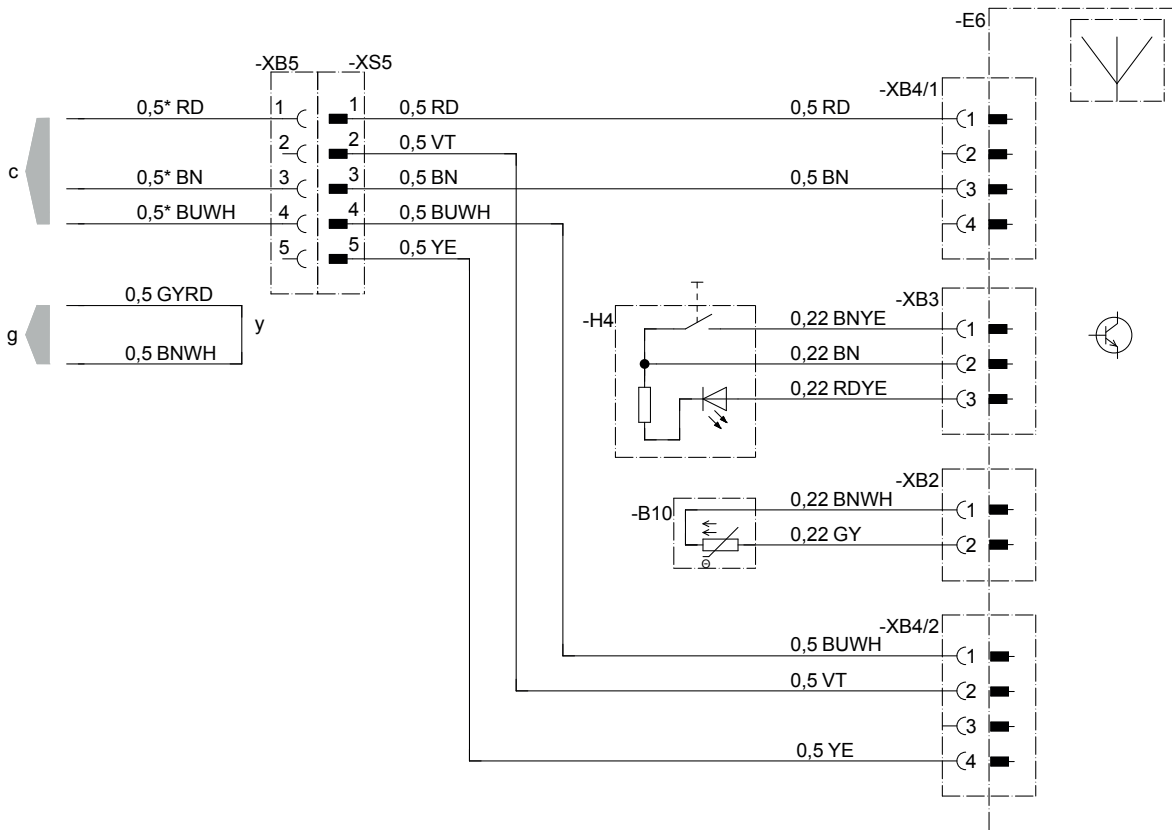 -E6
-XB5 -XS5
-XB4/1
0,5* RD 1 1 0,5 RD 0,5 RD 1
2 2 0,5 VT 2
c 0,5* BN 3 3 0,5 BN 0,5 BN 3
0,5* BUWH 4 4 0,5 BUWH 4
5 5 0,5 YE
0,5 GYRD
g y
0,5 BNWH
-XB3
-H4 0,22 BNYE 1
0,22 BN 2
0,22 RDYE 3
-XB2
-B10 0,22 BNWH 1
0,22 GY 2
Θ
-XB4/2
0,5 BUWH 1
0,5 VT 2
3
0,5 YE 4